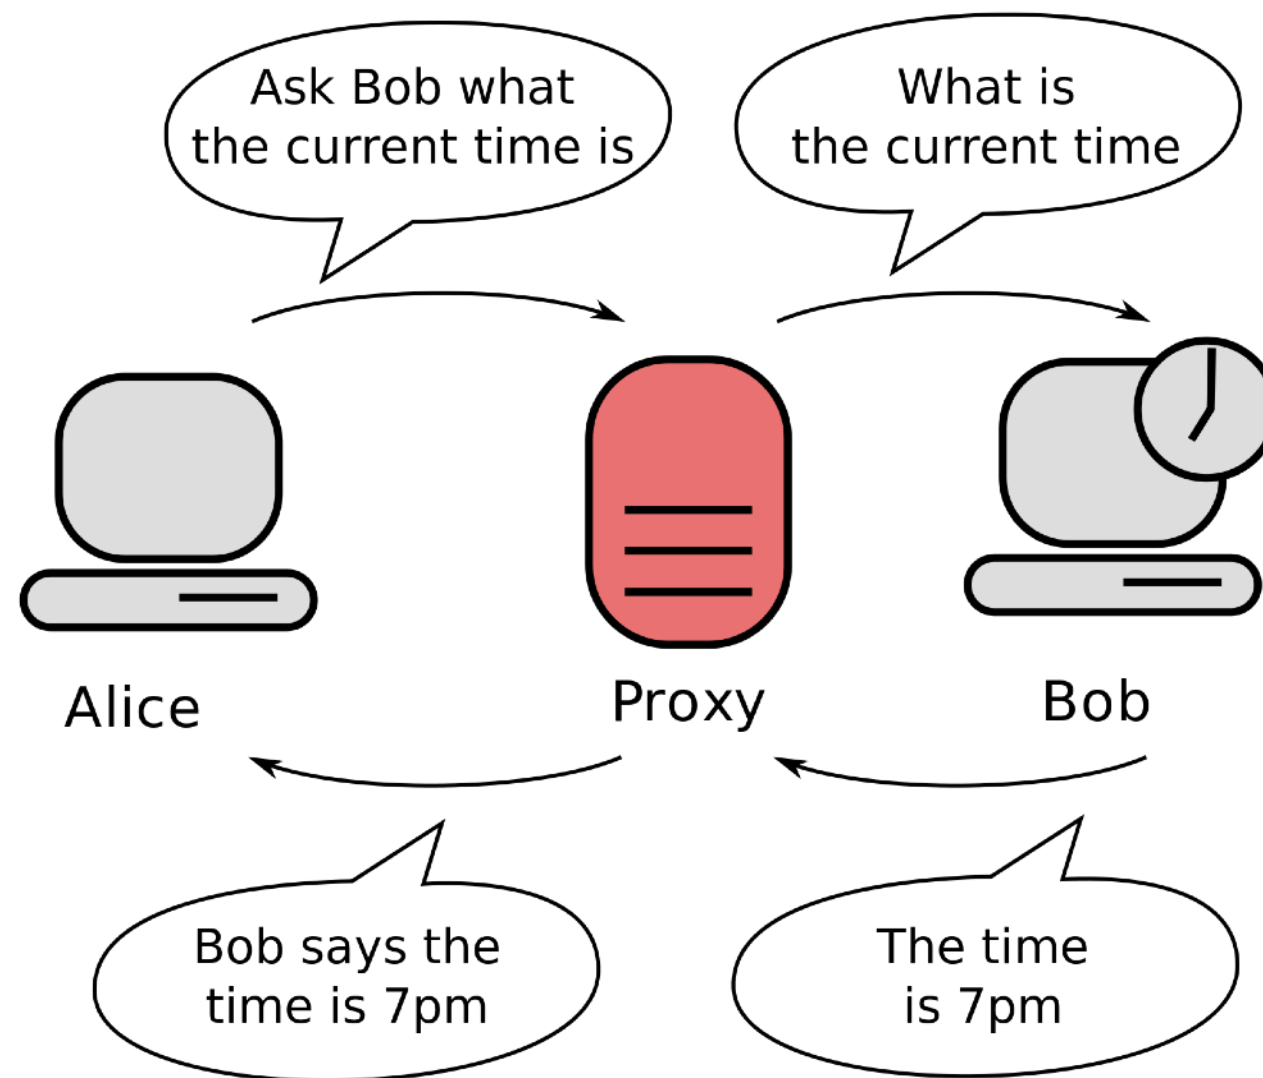 Ask Bob what
the current time is
What is
the current time
Alice
Proxy
Bob
Bob says the
time is 7pm
The time
is 7pm